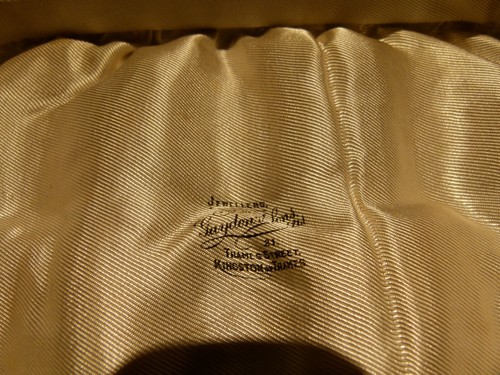 JEWELLERS,
Gaydon & Sons Ltd
21,
THAMES STREET,
KINGSTON ON THAMES